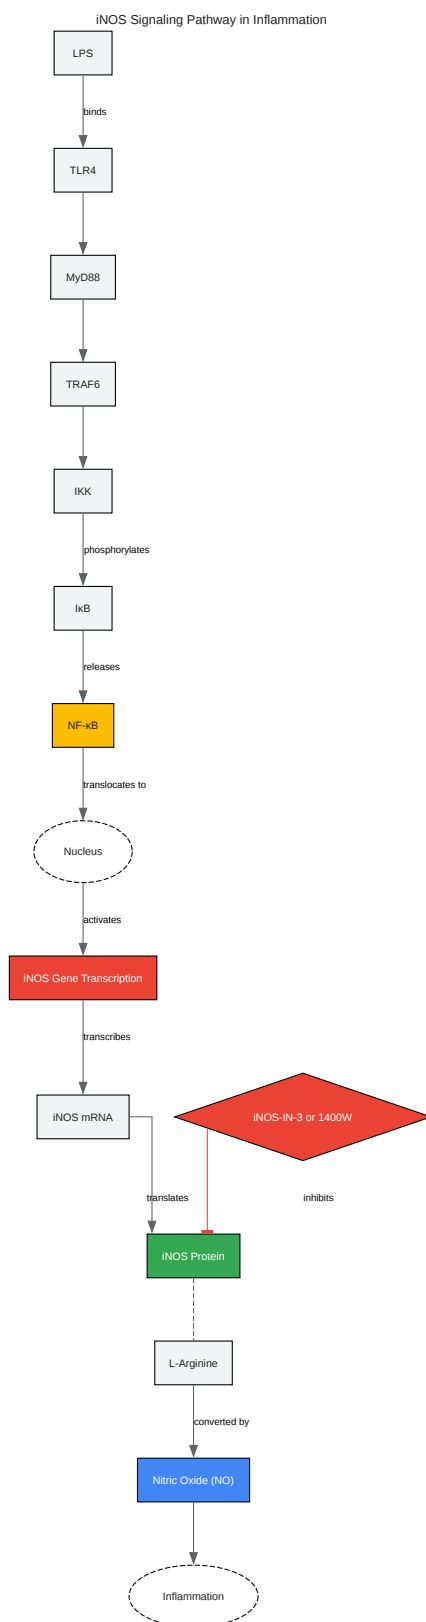 iNOS Signaling Pathway in Inflammation
LPS
binds
TLR4
MyD88
TRAF6
IKK
phosphorylates
IκB
releases
NF-κB
translocates to
Nucleus
activates
iNOS Gene Transcription
transcribes
iNOS mRNA
iNOS-IN-3 or 1400W
translates
inhibits
iNOS Protein
L-Arginine
converted by
Nitric Oxide (NO)
Inflammation